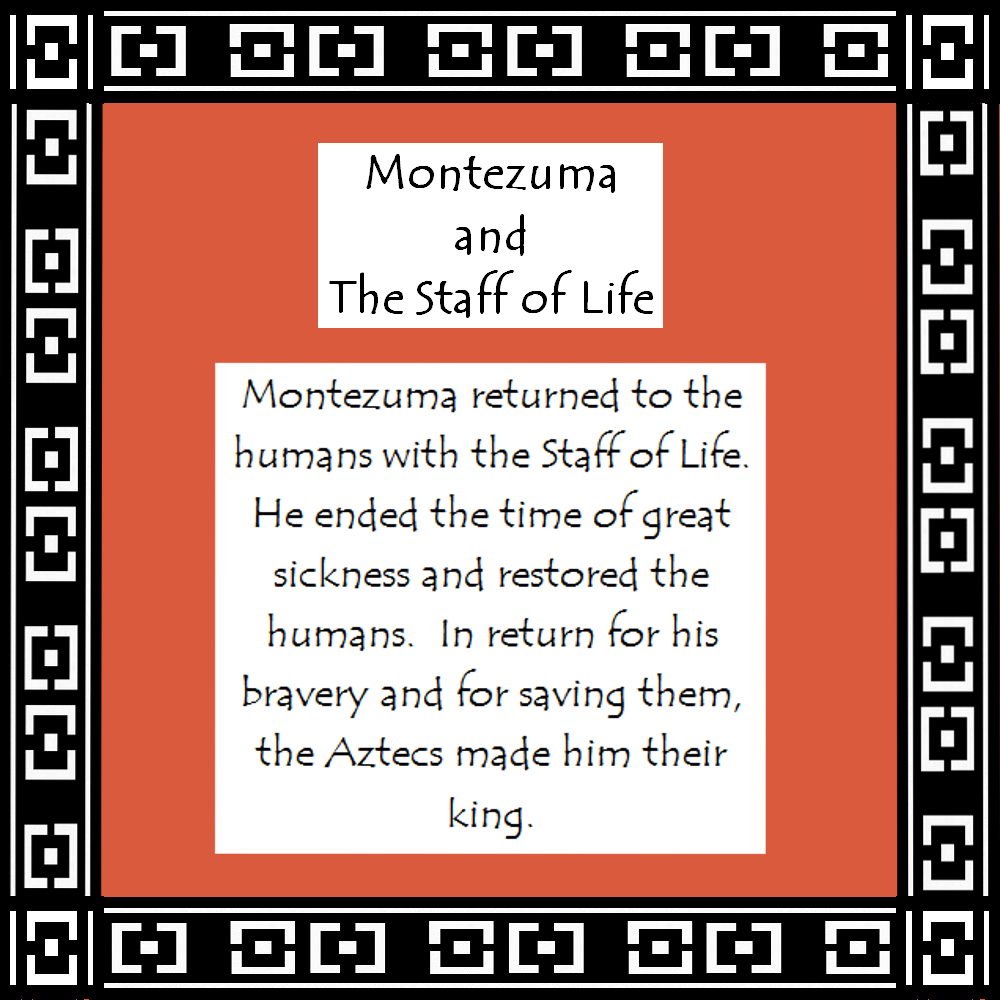 Montezuma
and
The Staff of Life
Montezuma returned to the
humans with the Staff of Life.
He ended the time of great
sickness and restored the
humans. In return for his
bravery and for saving them,
the Aztecs made him their
king.